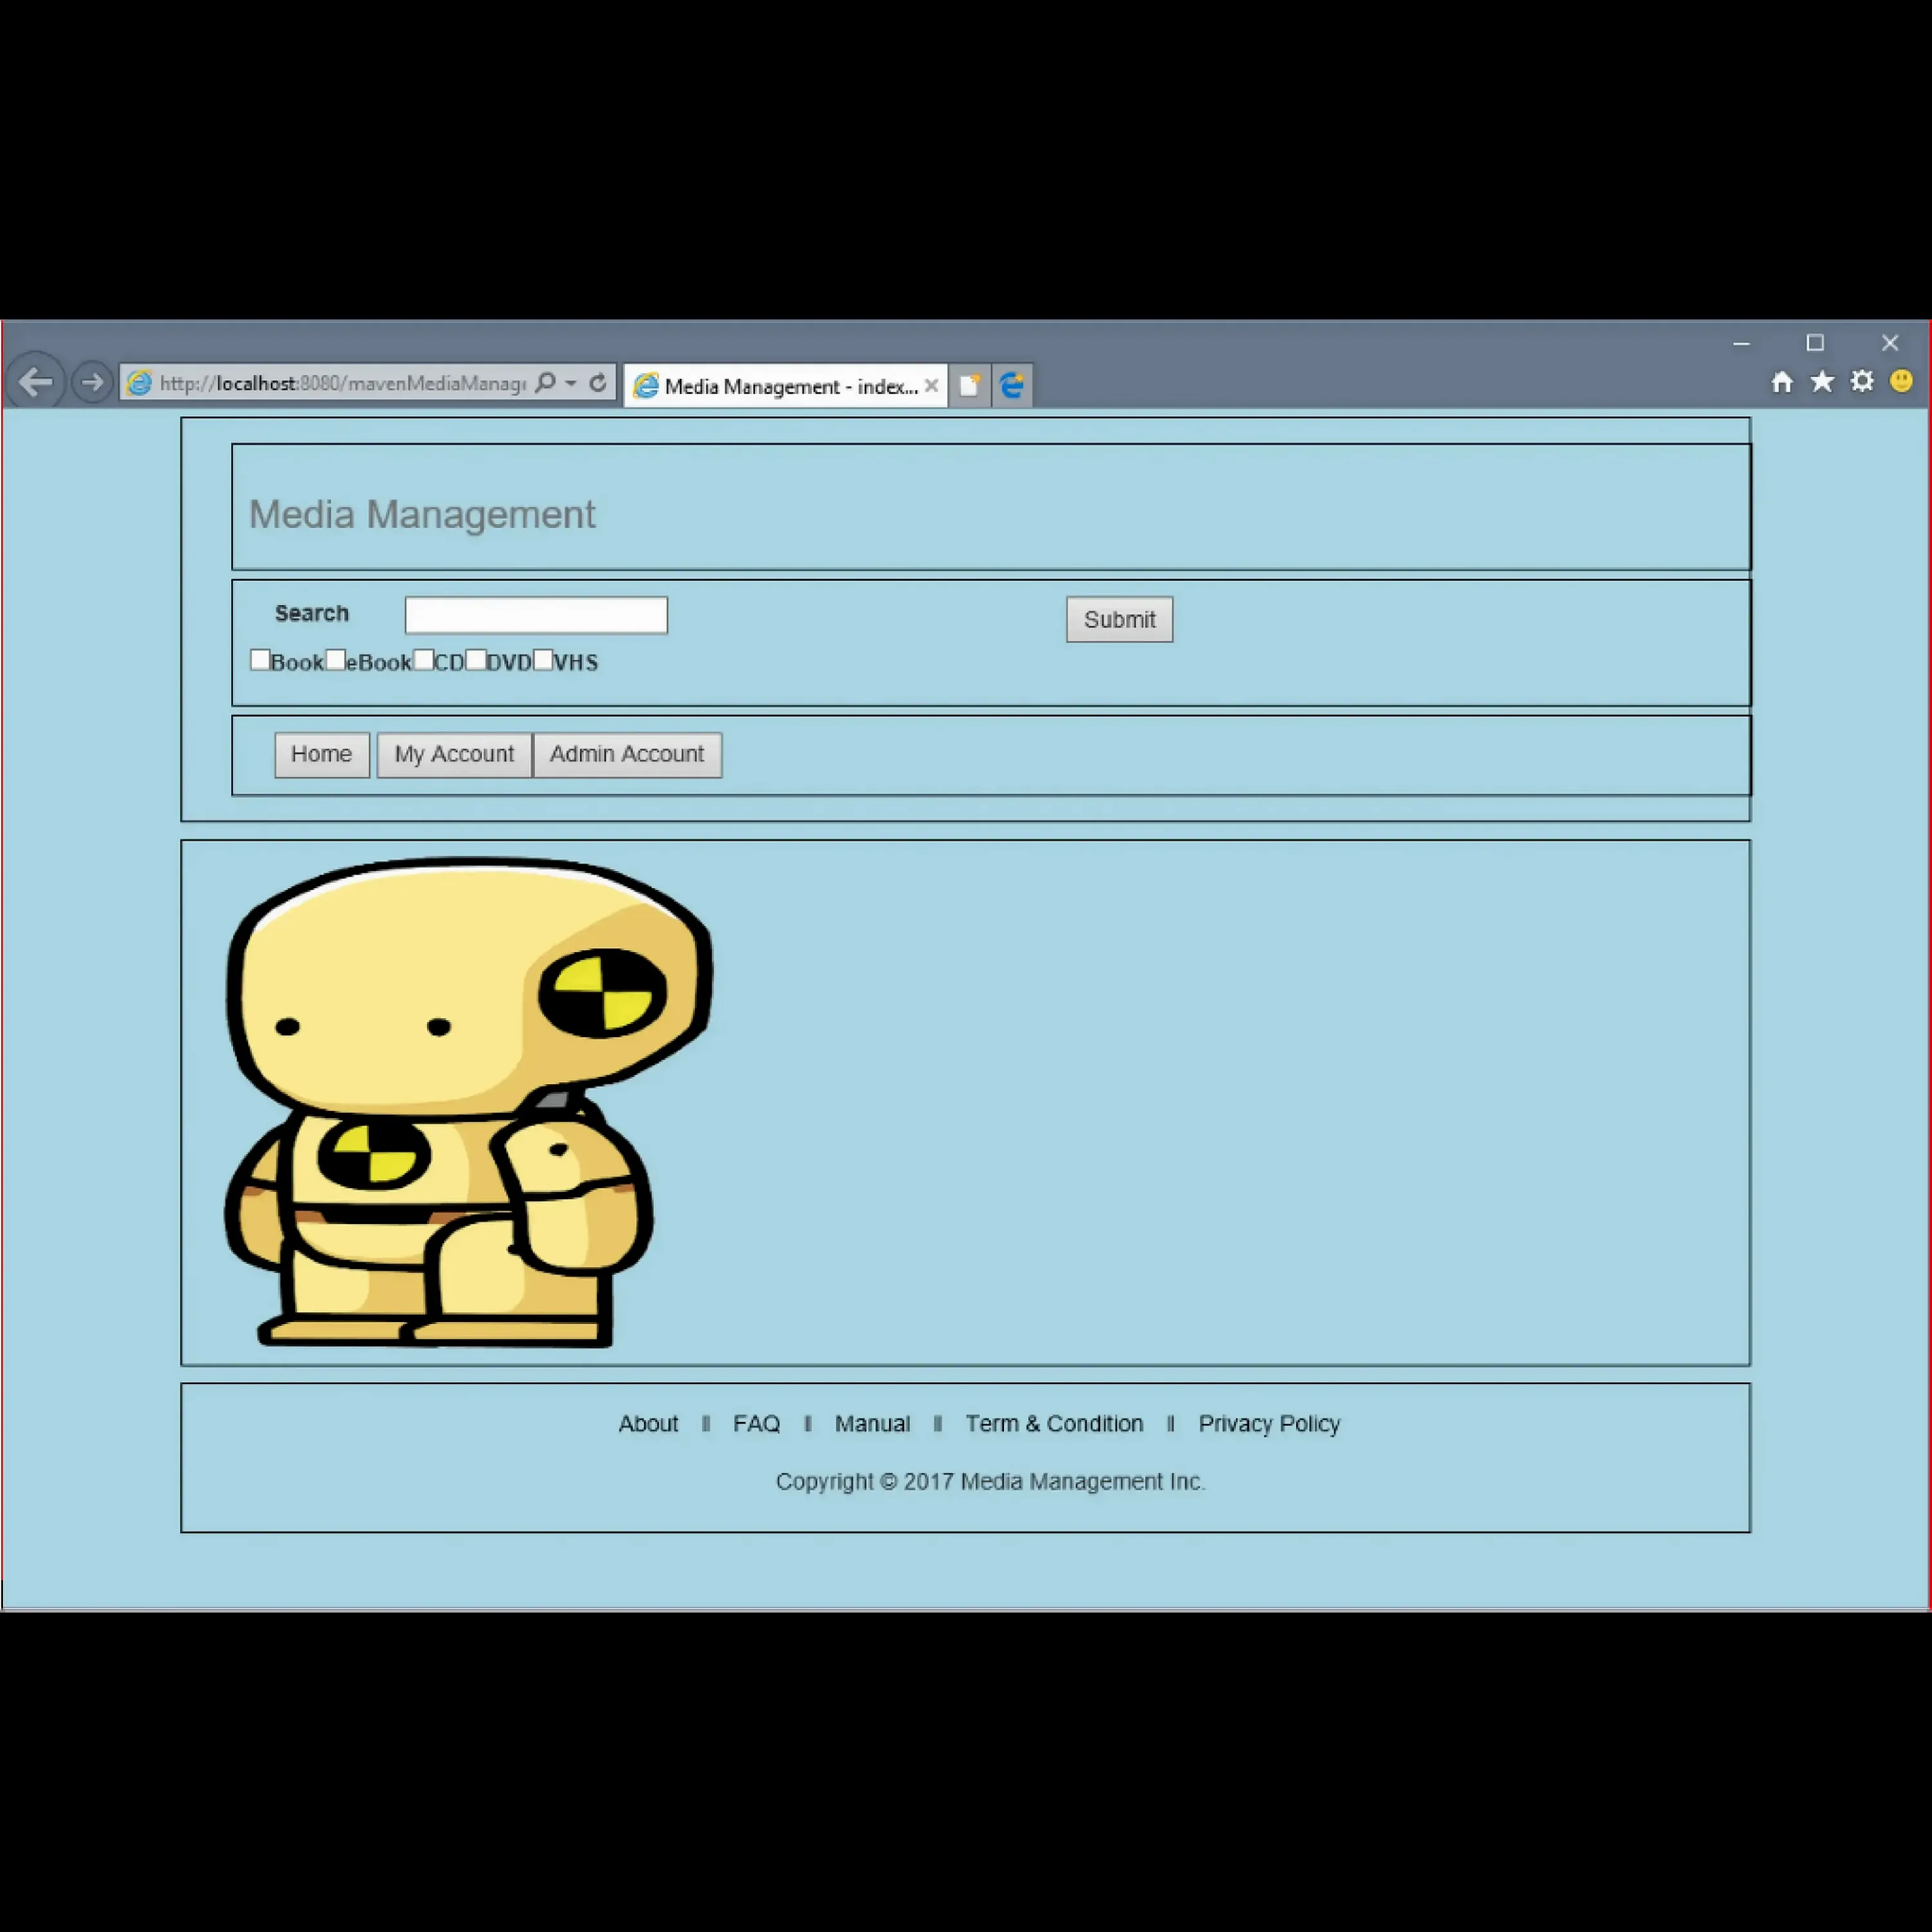 http://localhost:8080/mavenMediaManag
Media Management - index...
Media Management
Search
Submit
Book eBook CD DVD VHS
Home My Account Admin Account
About || FAQ || Manual || Term & Condition || Privacy Policy
Copyright © 2017 Media Management Inc.